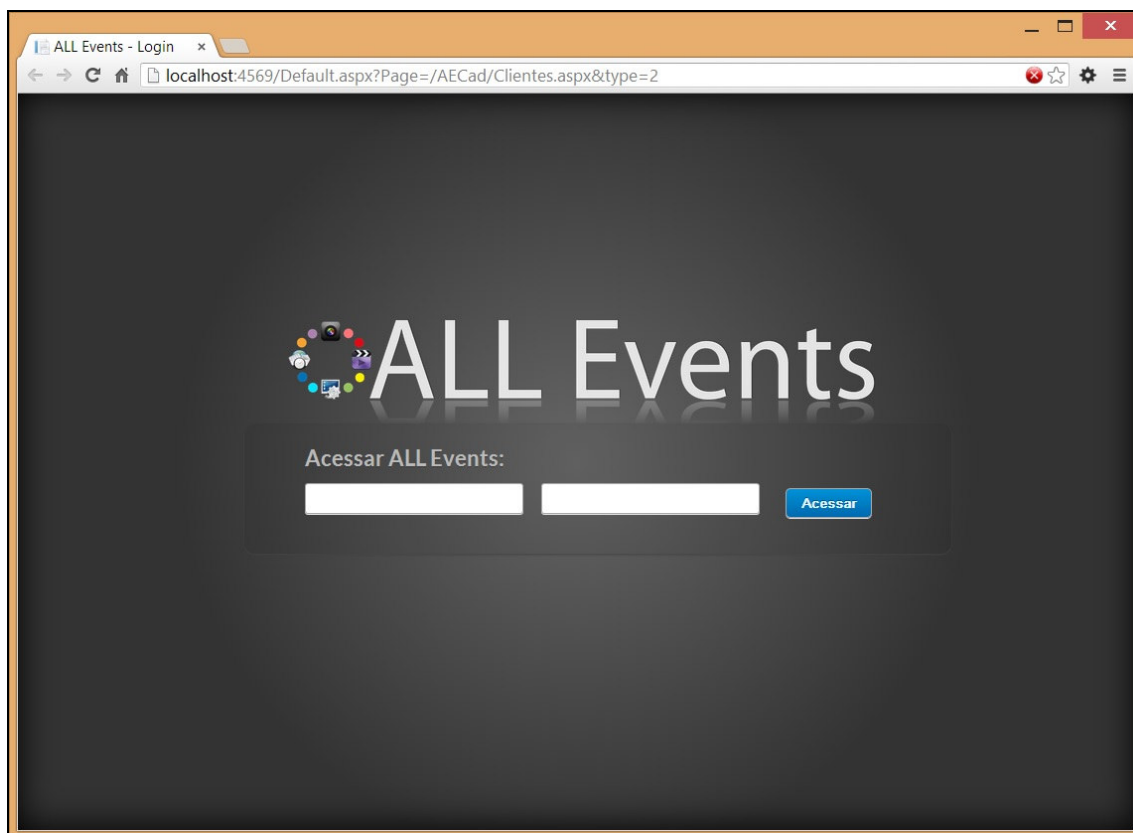 ALL Events - Login
localhost:4569/Default.aspx?Page=/AECad/Clientes.aspx&type=2
ALL Events
Acessar ALL Events:
Acessar